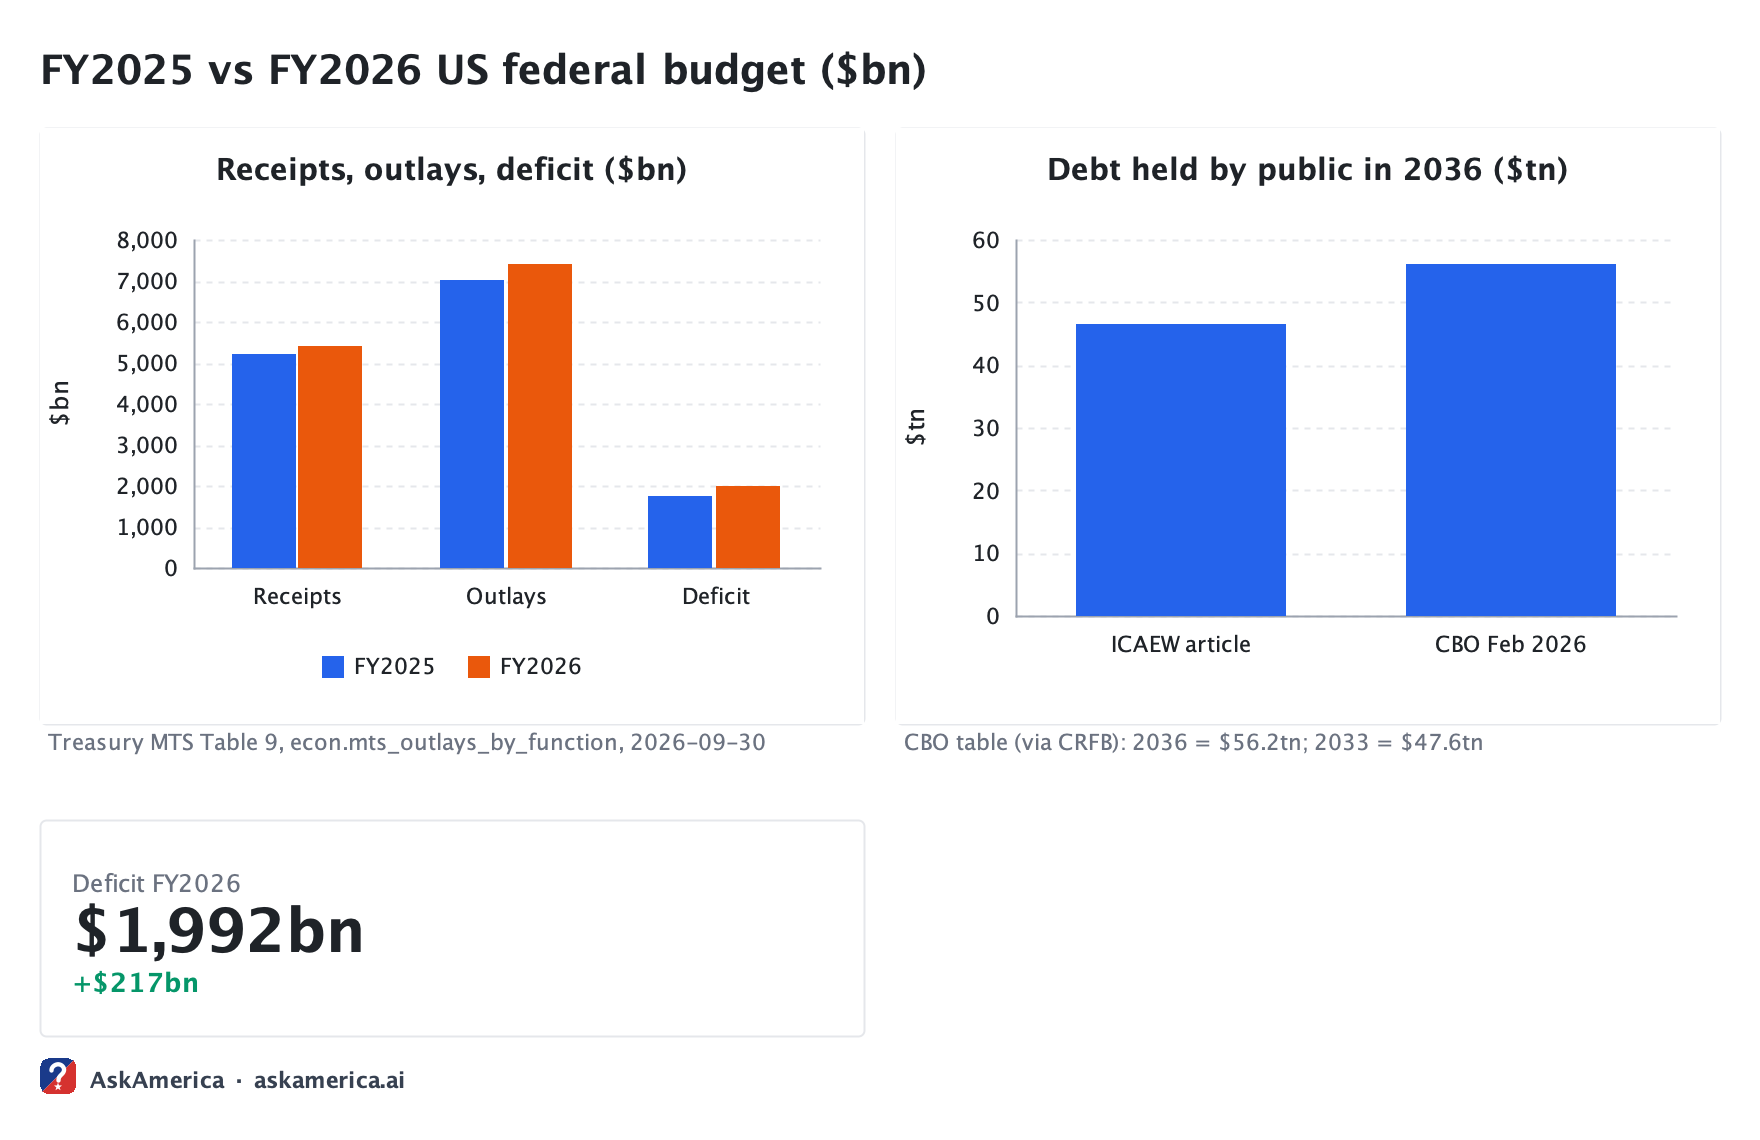 FY2025 vs FY2026 US federal budget ($bn)
Receipts, outlays, deficit ($bn)
8,000
7,000
6,000
5,000
4,000
3,000
2,000
1,000
0
$bn
Receipts
Outlays
Deficit
FY2025
FY2026
Treasury MTS Table 9, econ.mts_outlays_by_function, 2026-09-30
Debt held by public in 2036 ($tn)
60
50
40
30
20
10
0
$tn
ICAEW article
CBO Feb 2026
CBO table (via CRFB): 2036 = $56.2tn; 2033 = $47.6tn
Deficit FY2026
$1,992bn
+$217bn
?
AskAmerica · askamerica.ai